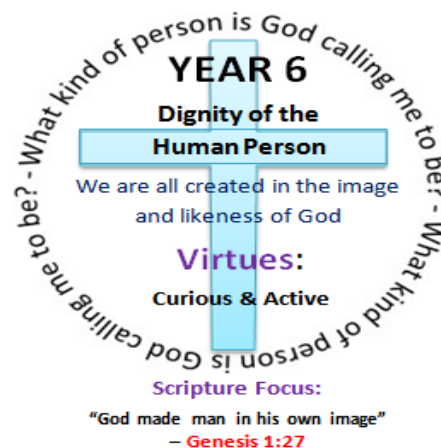 What kind of person is God calling me to be? - What kind of person is God calling me to be? -
YEAR 6
Dignity of the
Human Person
We are all created in the image
and likeness of God
Virtues:
Curious & Active
Scripture Focus:
“God made man in his own image”
– Genesis 1:27